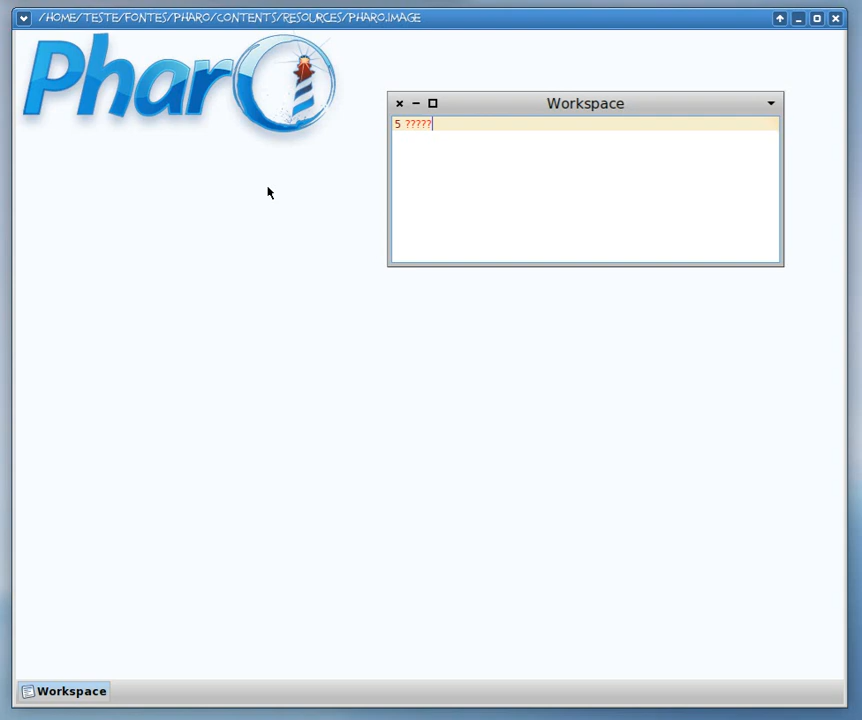 /HOME/TESTE/FONTES/PHARO/CONTENTS/RESOURCES/PHARO.IMAGE
Pharo
Workspace
5 ?????
Workspace